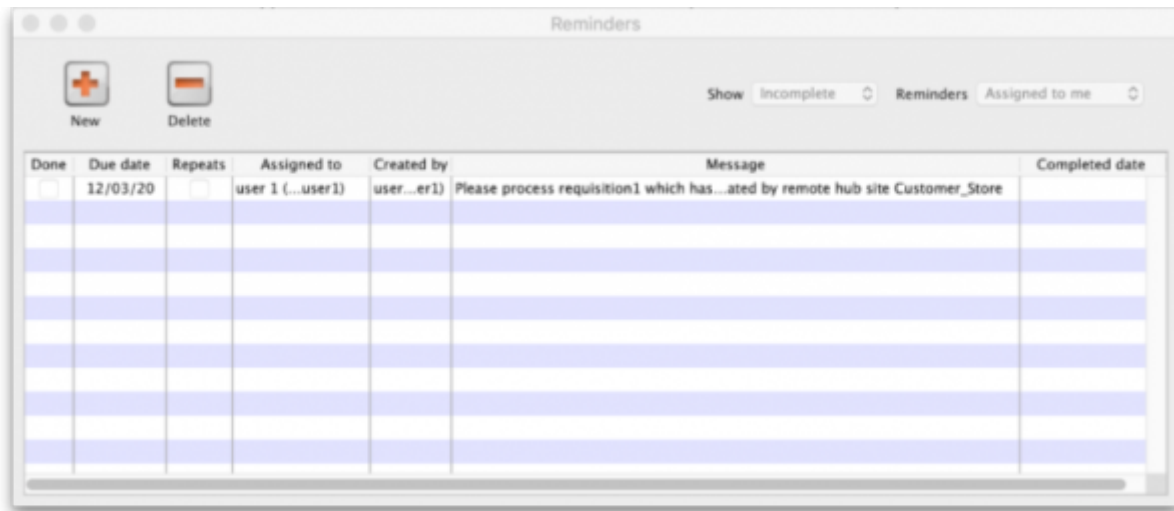 Reminders
New
Delete
Show Incomplete Reminders Assigned to me
Done Due date Repeats Assigned to Created by Message Completed date
12/03/20 user 1 (...user1) user...er1) Please process requisition1 which has...ated by remote hub site Customer_Store